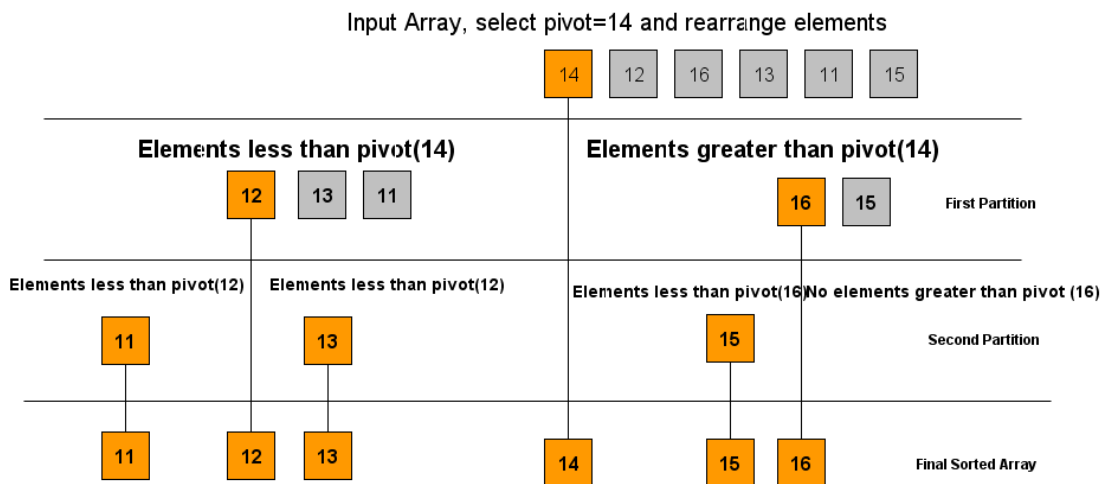 Input Array, select pivot=14 and rearrange elements
14 12 16 13 11 15
Elements less than pivot(14) Elements greater than pivot(14)
12 13 11 16 15 First Partition
Elements less than pivot(12) Elements less than pivot(12) Elements less than pivot(16) No elements greater than pivot (16)
11 13 15 Second Partition
11 12 13 14 15 16 Final Sorted Array